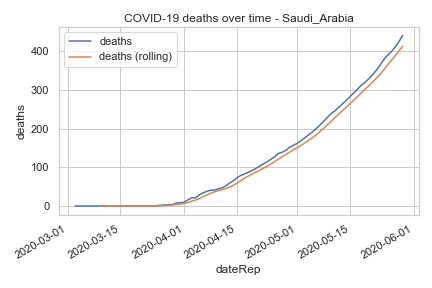 COVID-19 deaths over time - Saudi_Arabia
deaths
deaths (rolling)
deaths
400
300
200
100
0
2020-03-01
2020-03-15
2020-04-01
2020-04-15
2020-05-01
2020-05-15
2020-06-01
dateRep